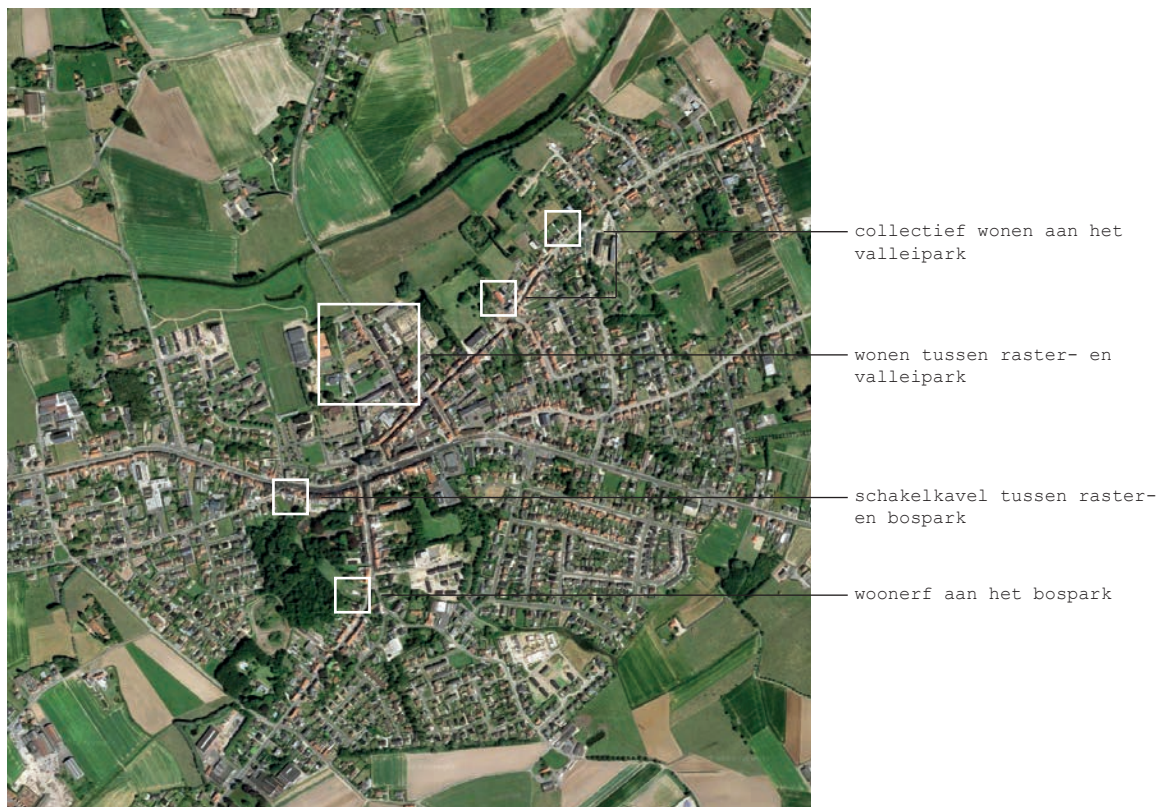 collectief wonen aan het
valleipark
wonen tussen raster- en
valleipark
schakelkavel tussen raster-
en bospark
woonerf aan het bospark